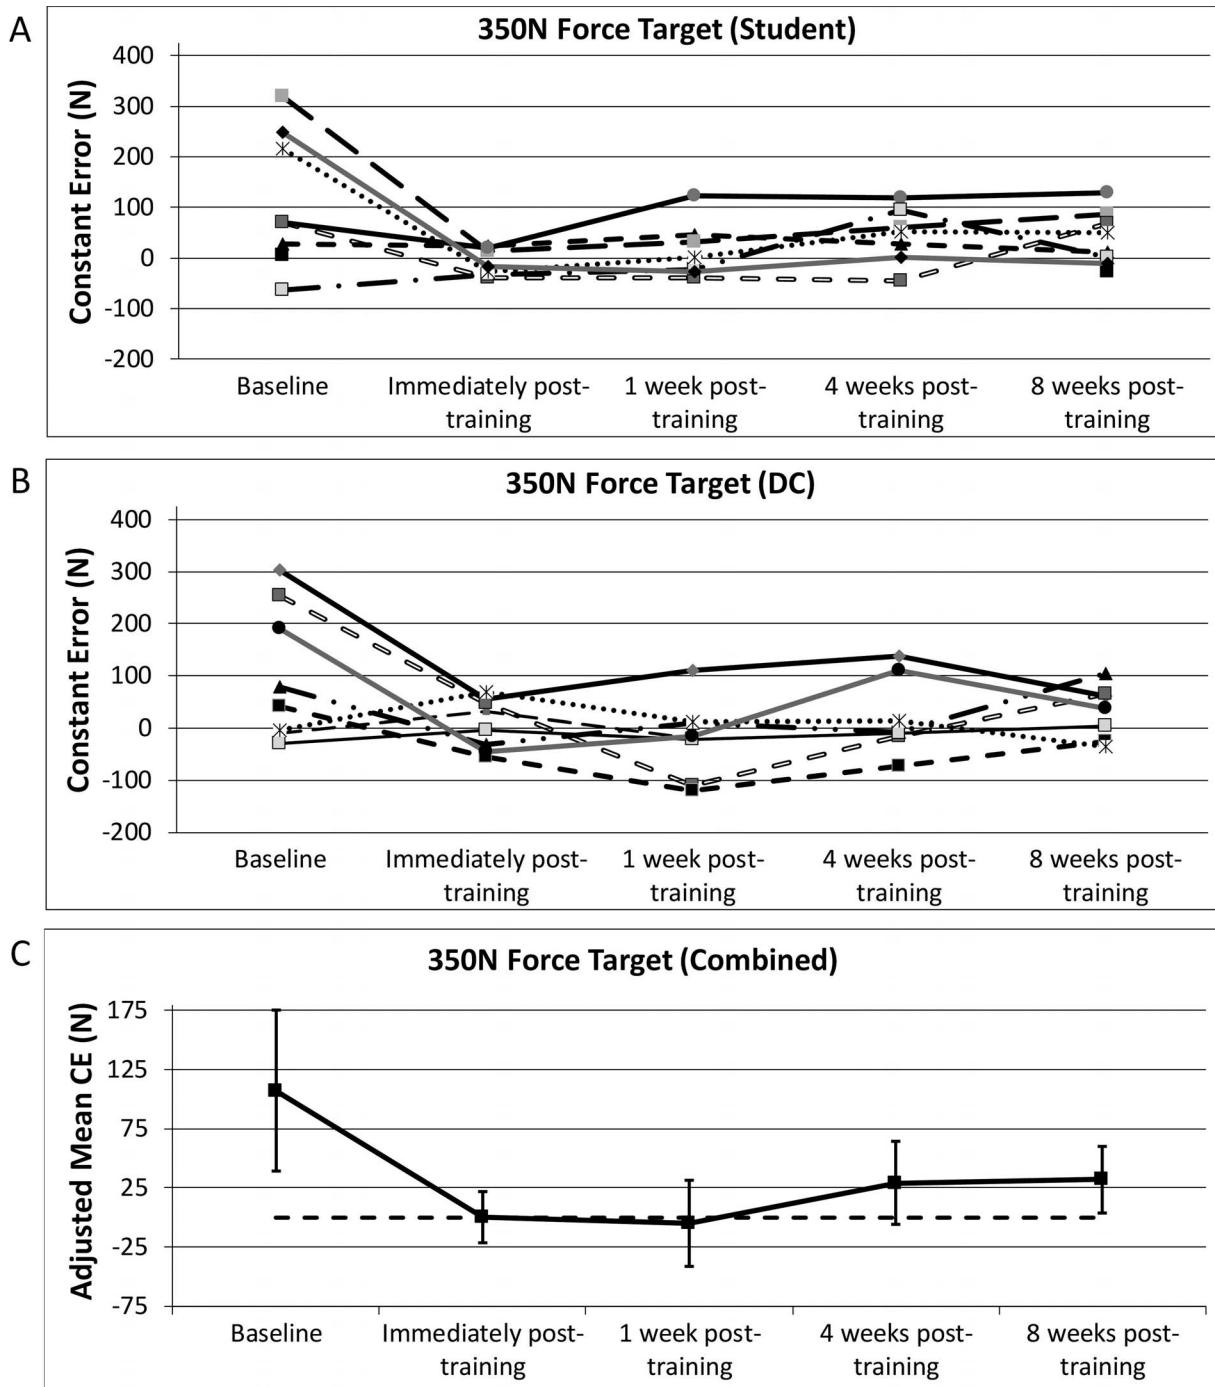 A
350N Force Target (Student)
Constant Error (N)
400
300
200
100
0
-100
-200
Baseline
Immediately post-
training
1 week post-
training
4 weeks post-
training
8 weeks post-
training
B
350N Force Target (DC)
Constant Error (N)
400
300
200
100
0
-100
-200
Baseline
Immediately post-
training
1 week post-
training
4 weeks post-
training
8 weeks post-
training
C
350N Force Target (Combined)
Adjusted Mean CE (N)
175
125
75
25
-25
-75
Baseline
Immediately post-
training
1 week post-
training
4 weeks post-
training
8 weeks post-
training